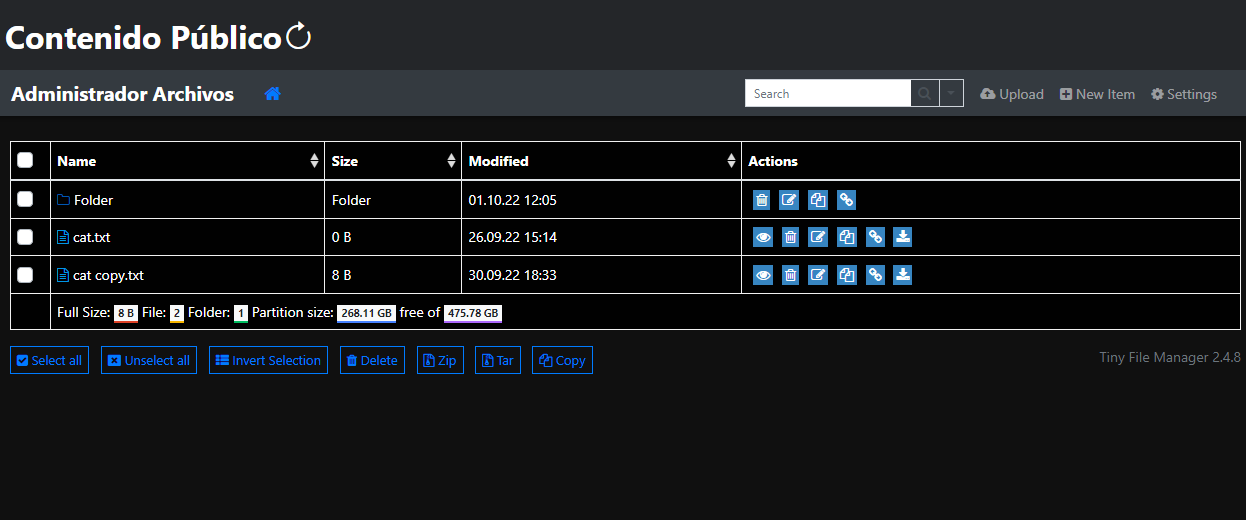 Contenido Público
Administrador Archivos Search Upload New Item Settings
Name Size Modified Actions
Folder Folder 01.10.22 12:05
cat.txt 0 B 26.09.22 15:14
cat copy.txt 8 B 30.09.22 18:33
Full Size: 8 B File: 2 Folder: 1 Partition size: 268.11 GB free of 475.78 GB
Select all Unselect all Invert Selection Delete Zip Tar Copy Tiny File Manager 2.4.8